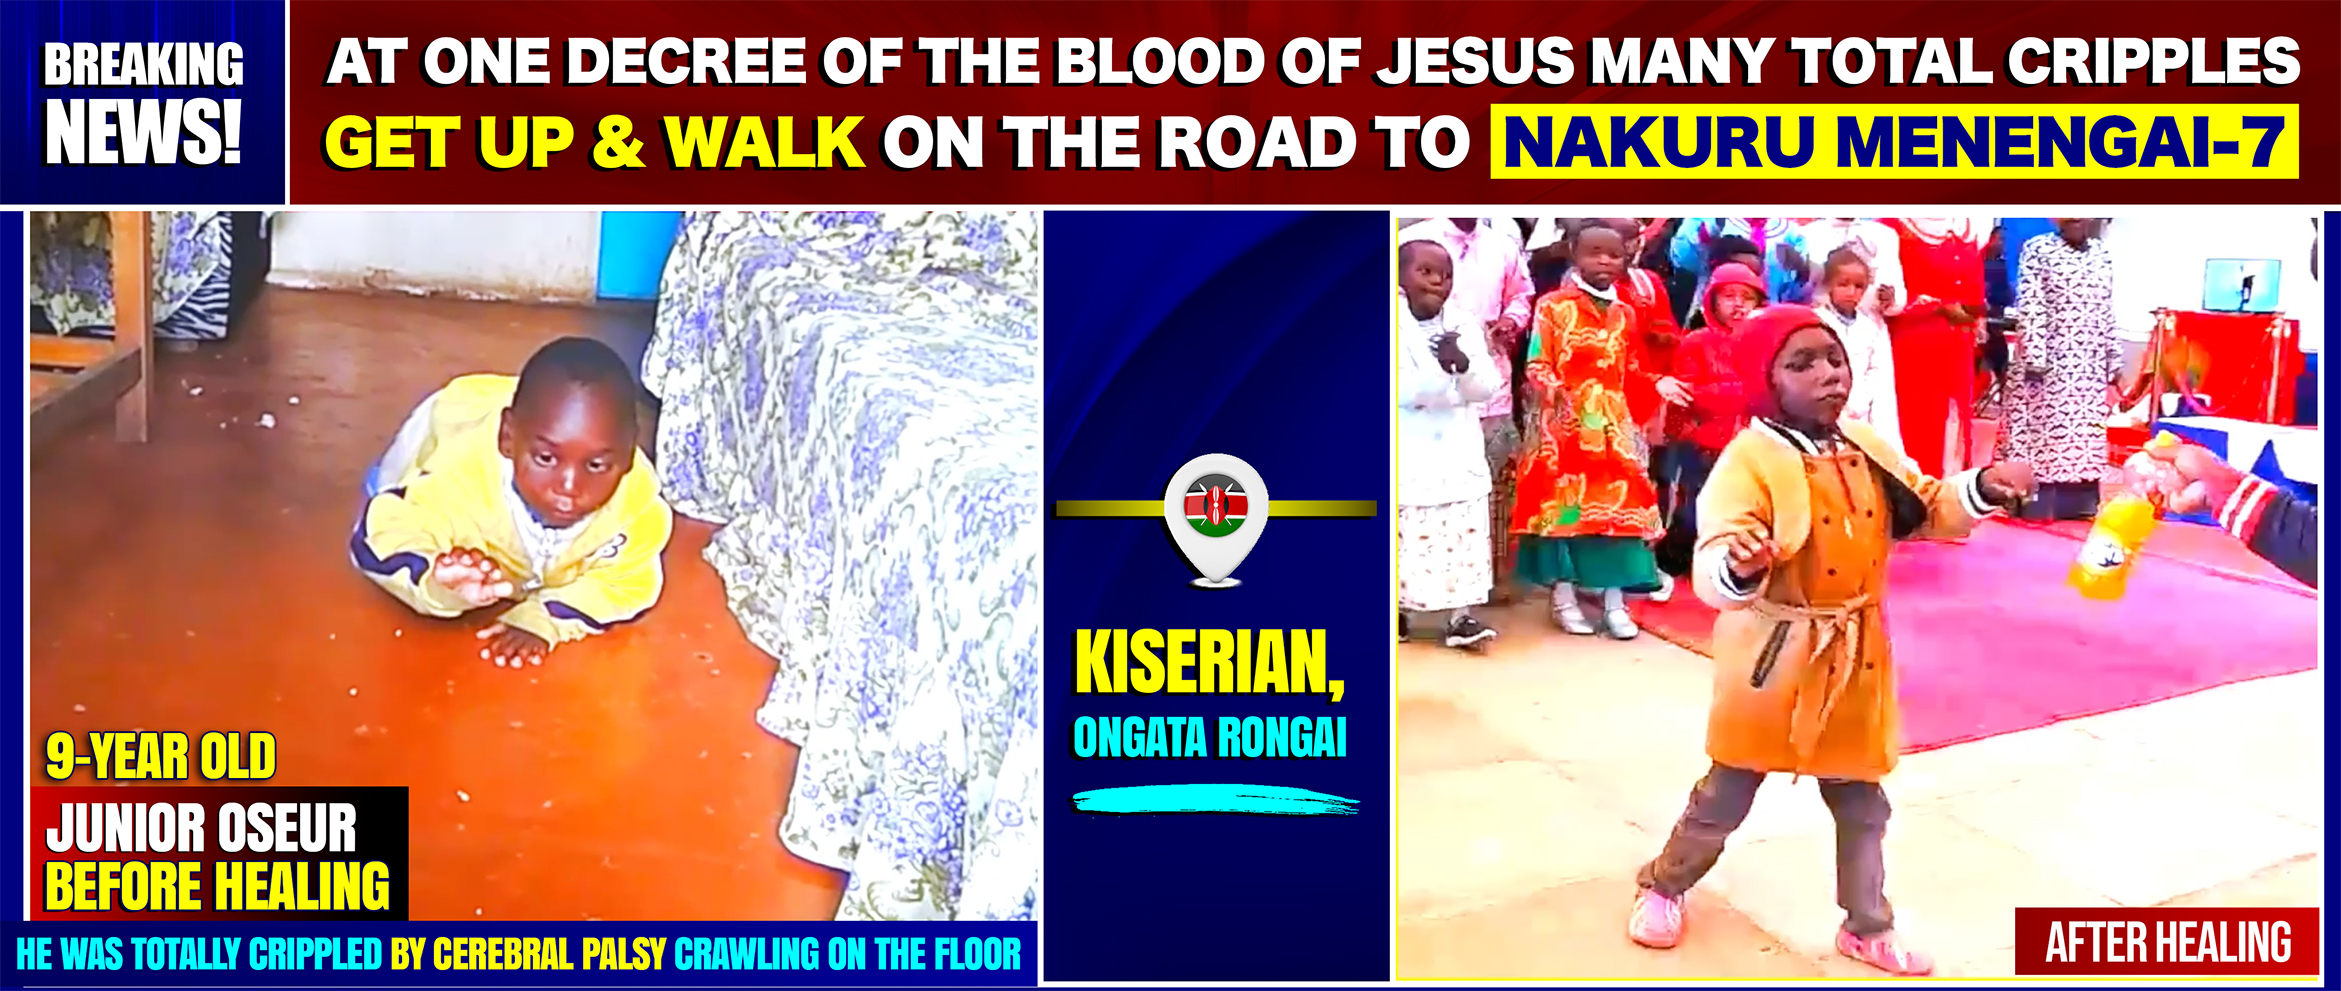 BREAKING
NEWS!
AT ONE DECREE OF THE BLOOD OF JESUS MANY TOTAL CRIPPLES
GET UP & WALK ON THE ROAD TO NAKURU MENENGAI-7
9-YEAR OLD
JUNIOR OSEUR
BEFORE HEALING
HE WAS TOTALLY CRIPPLED BY CEREBRAL PALSY CRAWLING ON THE FLOOR
KISERIAN,
ONGATA RONGAI
AFTER HEALING